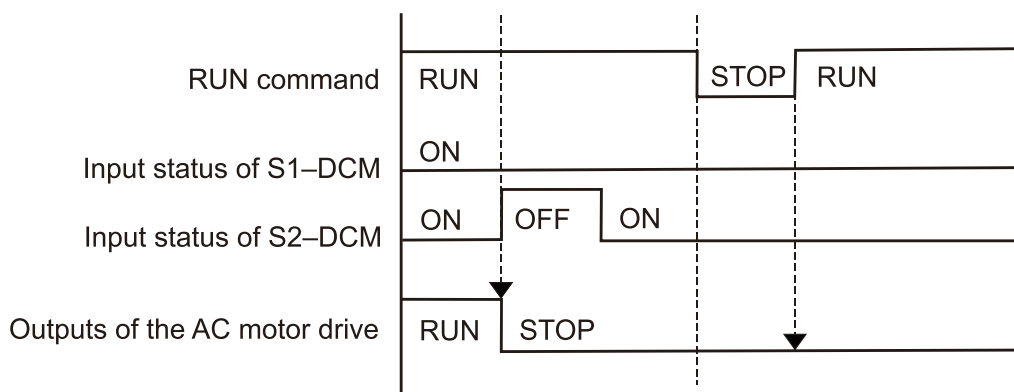 RUN command RUN STOP RUN
Input status of S1–DCM ON
Input status of S2–DCM ON OFF ON
Outputs of the AC motor drive RUN STOP